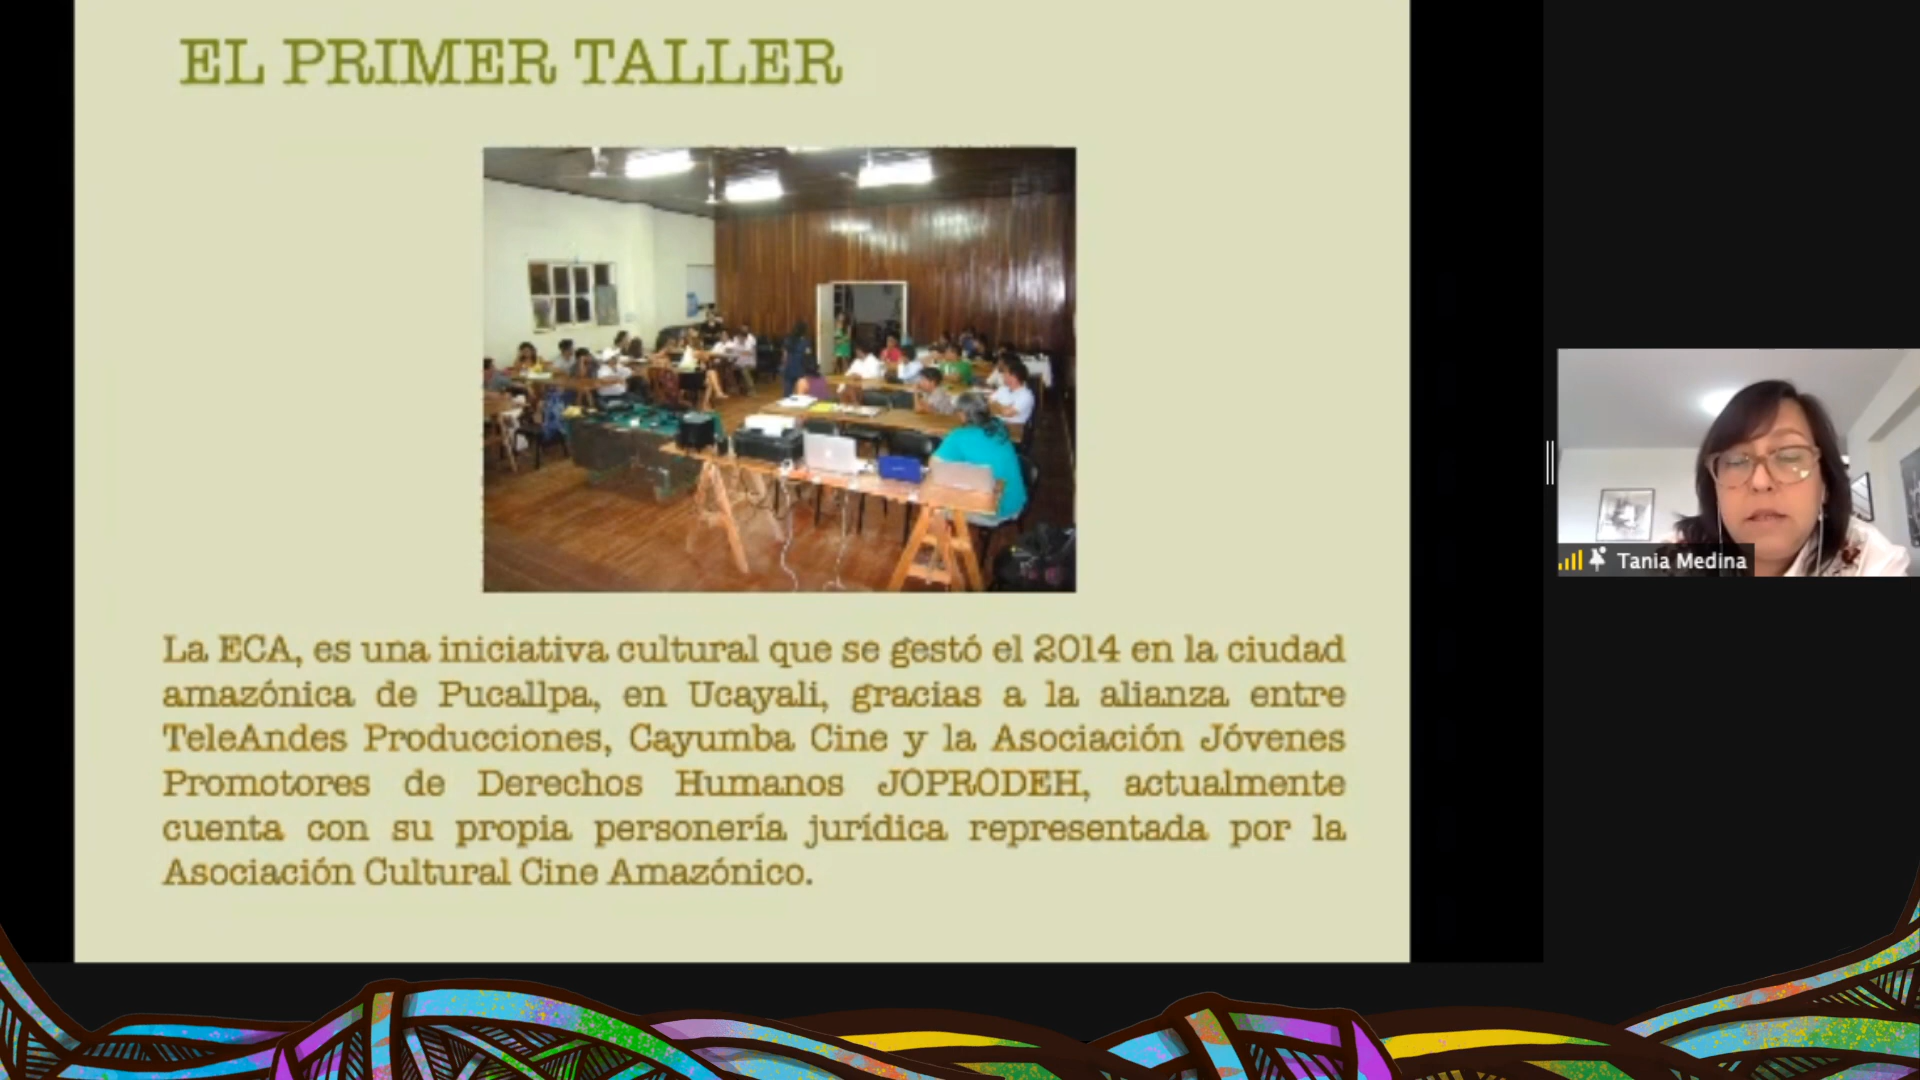 EL PRIMER TALLER
La ECA, es una iniciativa cultural que se gestó el 2014 en la ciudad
amazónica de Pucallpa, en Ucayali, gracias a la alianza entre
TeleAndes Producciones, Cayumba Cine y la Asociación Jóvenes
Promotores de Derechos Humanos JOPRODEH, actualmente
cuenta con su propia personería jurídica representada por la
Asociación Cultural Cine Amazónico.
Tania Medina